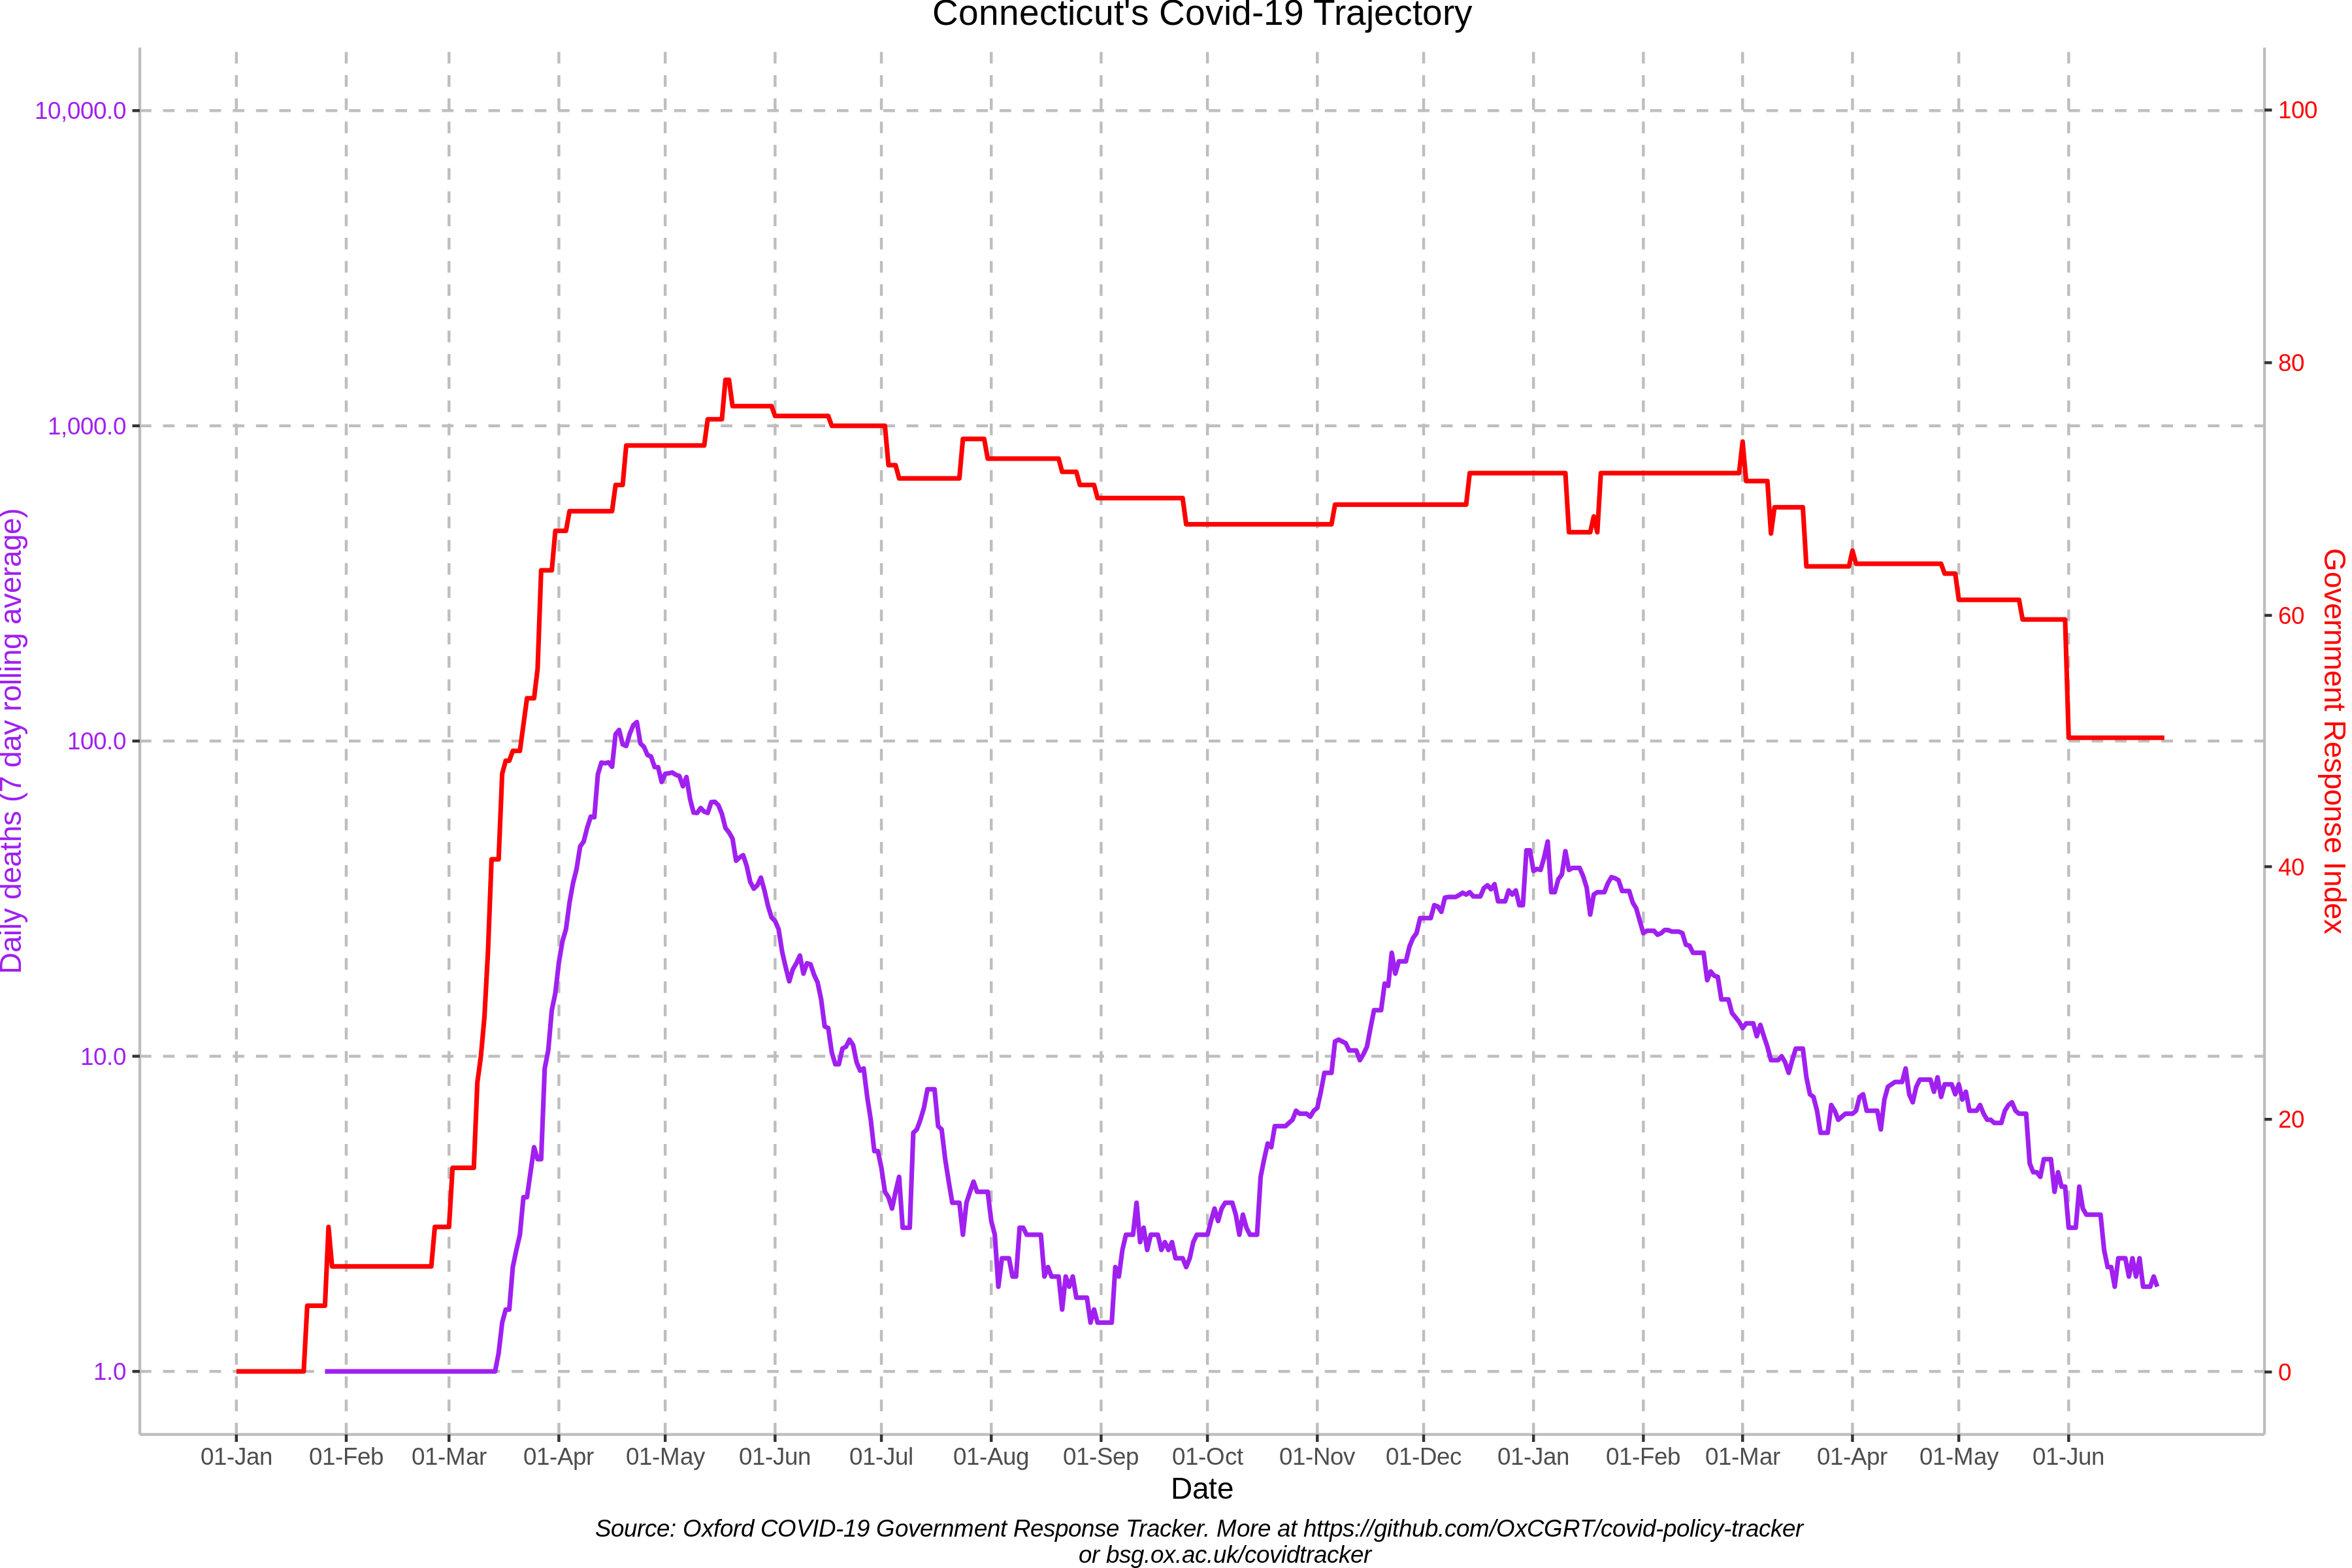 Connecticut's Covid-19 Trajectory
10,000.0
1,000.0
100.0
10.0
1.0
Daily deaths (7 day rolling average)
100
80
60
40
20
0
Government Response Index
01-Jan 01-Feb 01-Mar 01-Apr 01-May 01-Jun 01-Jul 01-Aug 01-Sep 01-Oct 01-Nov 01-Dec 01-Jan 01-Feb 01-Mar 01-Apr 01-May 01-Jun
Date
Source: Oxford COVID-19 Government Response Tracker. More at https://github.com/OxCGRT/covid-policy-tracker
or bsg.ox.ac.uk/covidtracker